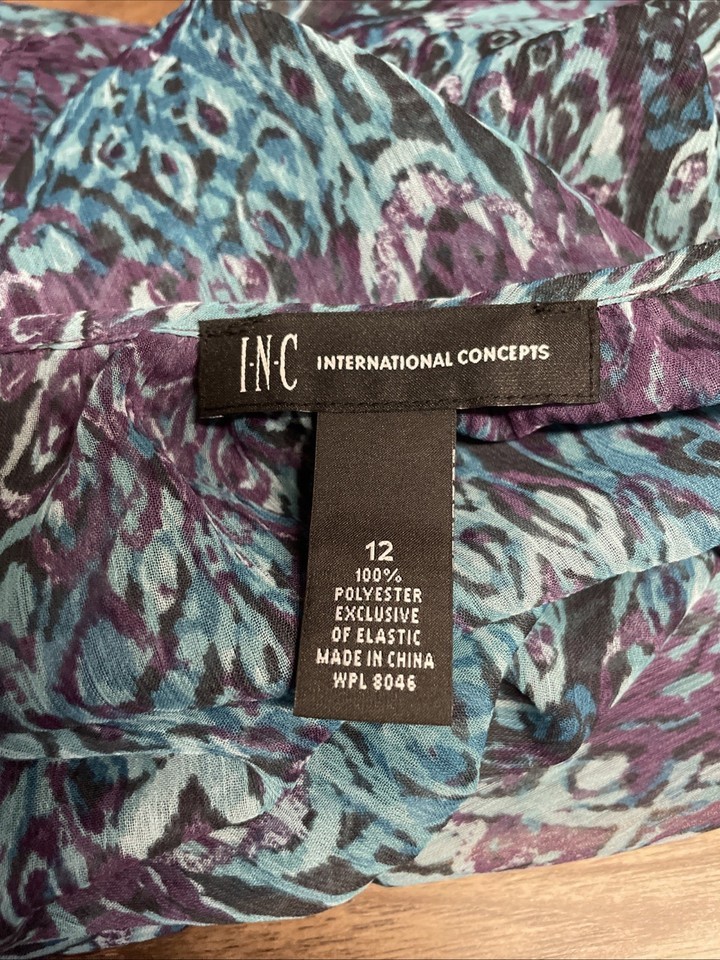 I·N·C INTERNATIONAL CONCEPTS
12
100%
POLYESTER
EXCLUSIVE
OF ELASTIC
MADE IN CHINA
WPL 8046